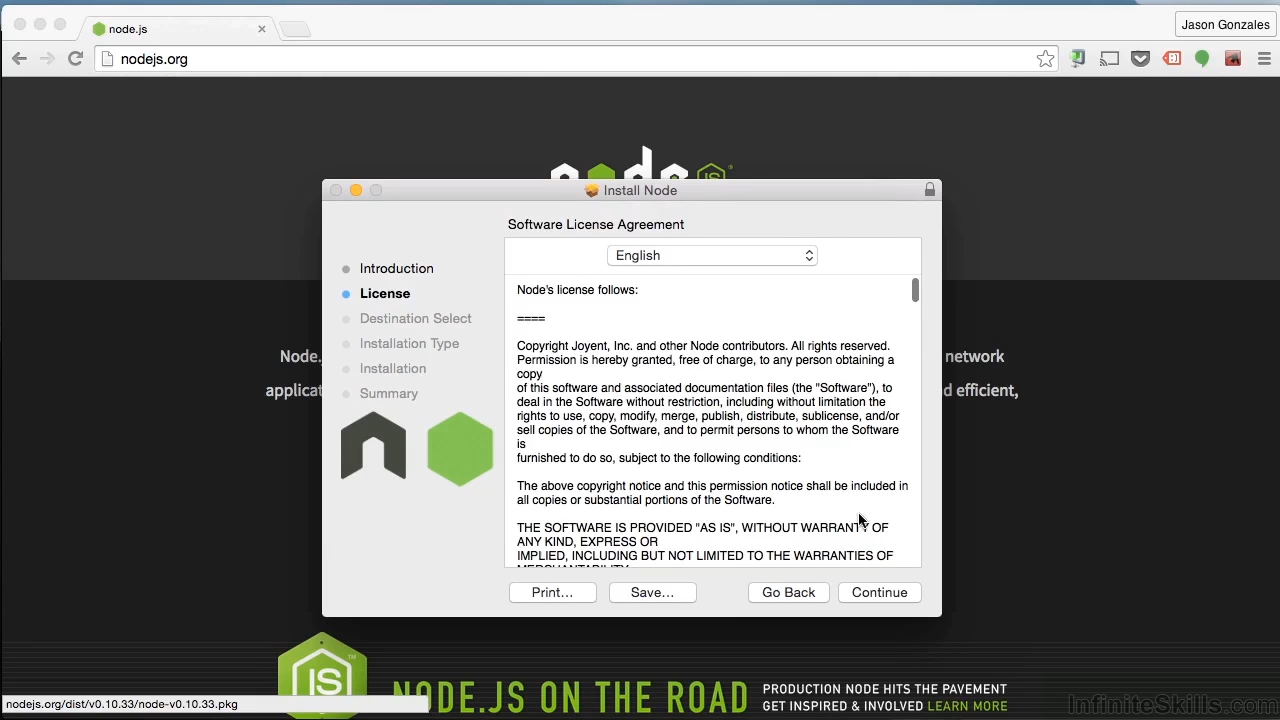 node.js
Jason Gonzales
nodejs.org
node
JS
Install Node
Software License Agreement
English
Introduction
License
Destination Select
Installation Type
Installation
Summary
Node's license follows:
====
Copyright Joyent, Inc. and other Node contributors. All rights reserved.
Permission is hereby granted, free of charge, to any person obtaining a
copy
of this software and associated documentation files (the "Software"), to
deal in the Software without restriction, including without limitation the
rights to use, copy, modify, merge, publish, distribute, sublicense, and/or
sell copies of the Software, and to permit persons to whom the Software
is
furnished to do so, subject to the following conditions:
The above copyright notice and this permission notice shall be included in
all copies or substantial portions of the Software.
THE SOFTWARE IS PROVIDED "AS IS", WITHOUT WARRANTY OF
ANY KIND, EXPRESS OR
IMPLIED, INCLUDING BUT NOT LIMITED TO THE WARRANTIES OF
MERCHANTABILITY
Print…
Save…
Go Back
Continue
Node.
network
applicat
d efficient,
JS
NODE.JS ON THE ROAD
PRODUCTION NODE HITS THE PAVEMENT
GET INSPIRED & INVOLVED LEARN MORE
nodejs.org/dist/v0.10.33/node-v0.10.33.pkg
InfiniteSkills.com